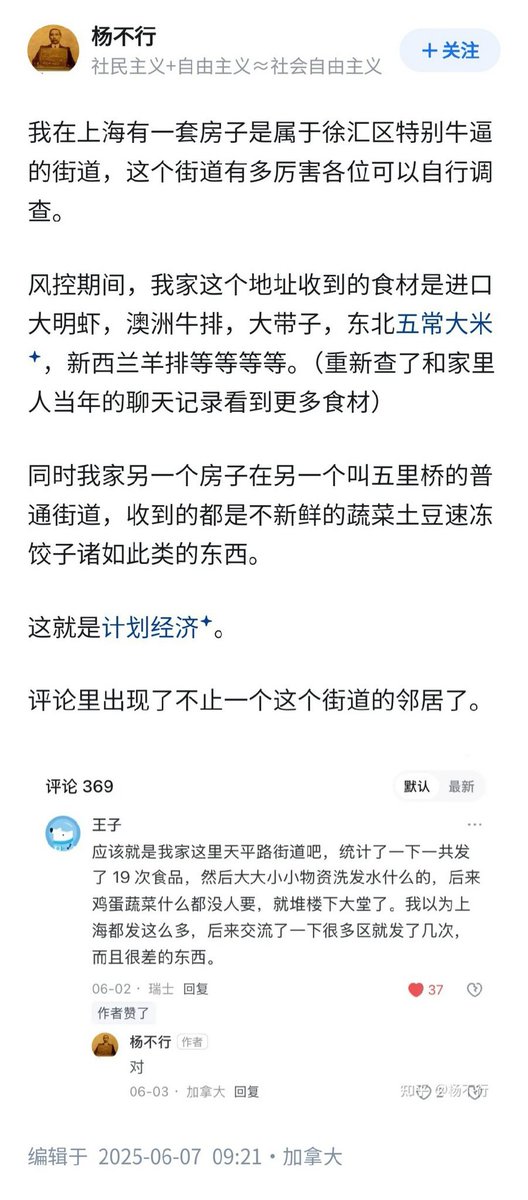 杨不行
社民主义+自由主义≈社会自由主义
+关注
我在上海有一套房子是属于徐汇区特别牛逼
的街道，这个街道有多厉害各位可以自行调
查。
风控期间，我家这个地址收到的食材是进口
大明虾，澳洲牛排，大带子，东北五常大米
，新西兰羊排等等等等。（重新查了和家里
人当年的聊天记录看到更多食材）
同时我家另一个房子在另一个叫五里桥的普
通街道，收到的都是不新鲜的蔬菜土豆速冻
饺子诸如此类的东西。
这就是计划经济。
评论里出现了不止一个这个街道的邻居了。
评论 369
默认 最新
王子
应该就是我家这里天平路街道吧，统计了一下一共发
了 19 次食品，然后大大小小物资洗发水什么的，后来
鸡蛋蔬菜什么都没人要，就堆楼下大堂了。我以为上
海都发这么多，后来交流了一下很多区就发了几次，
而且很差的东西。
06-02 · 瑞士 回复
37
作者赞了
杨不行 作者
对
06-03 · 加拿大 回复
2
知乎 @杨不行
编辑于 2025-06-07 09:21・加拿大